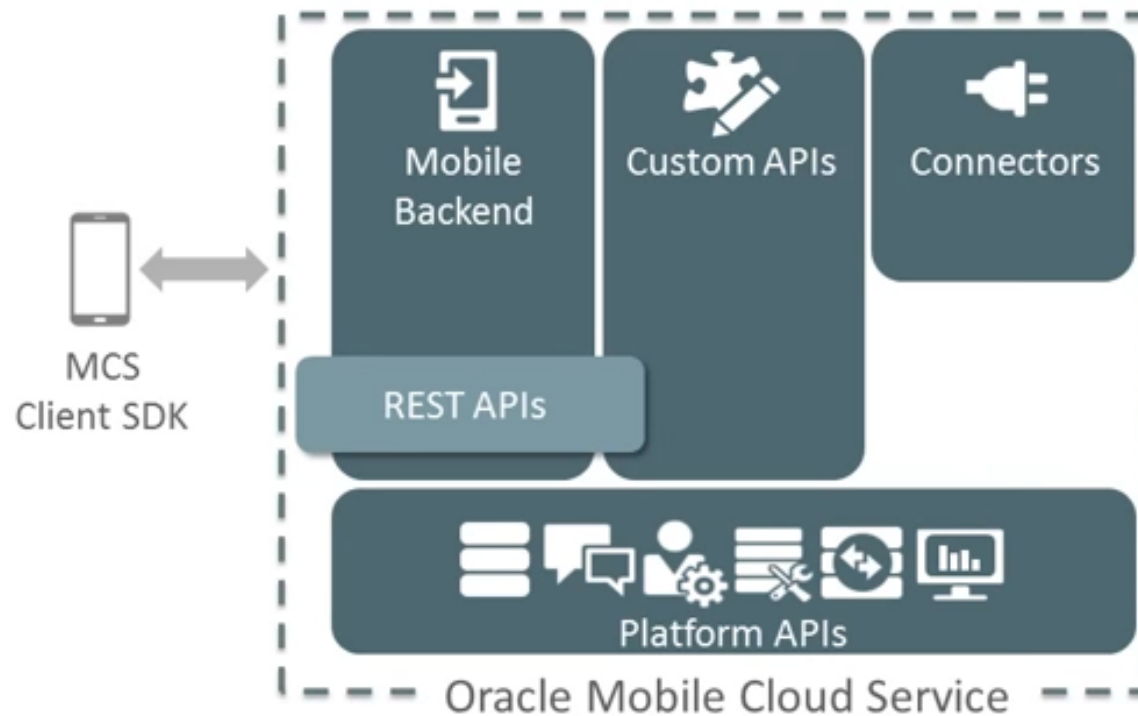 Mobile
Backend
Custom APIs
Connectors
MCS
Client SDK
REST APIs
Platform APIs
Oracle Mobile Cloud Service